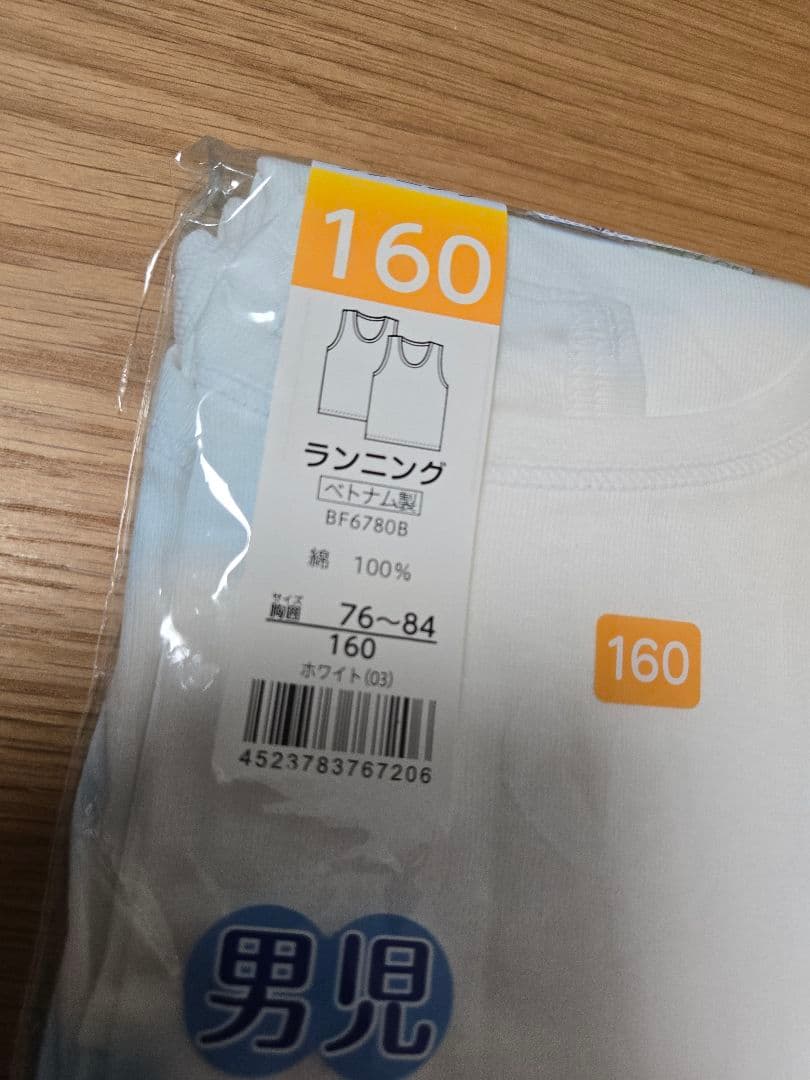 160
ランニング
ベトナム製
BF6780B
綿 100%
サイズ
胸囲 76〜84
160
ホワイト(03)
4523783767206
160
男児